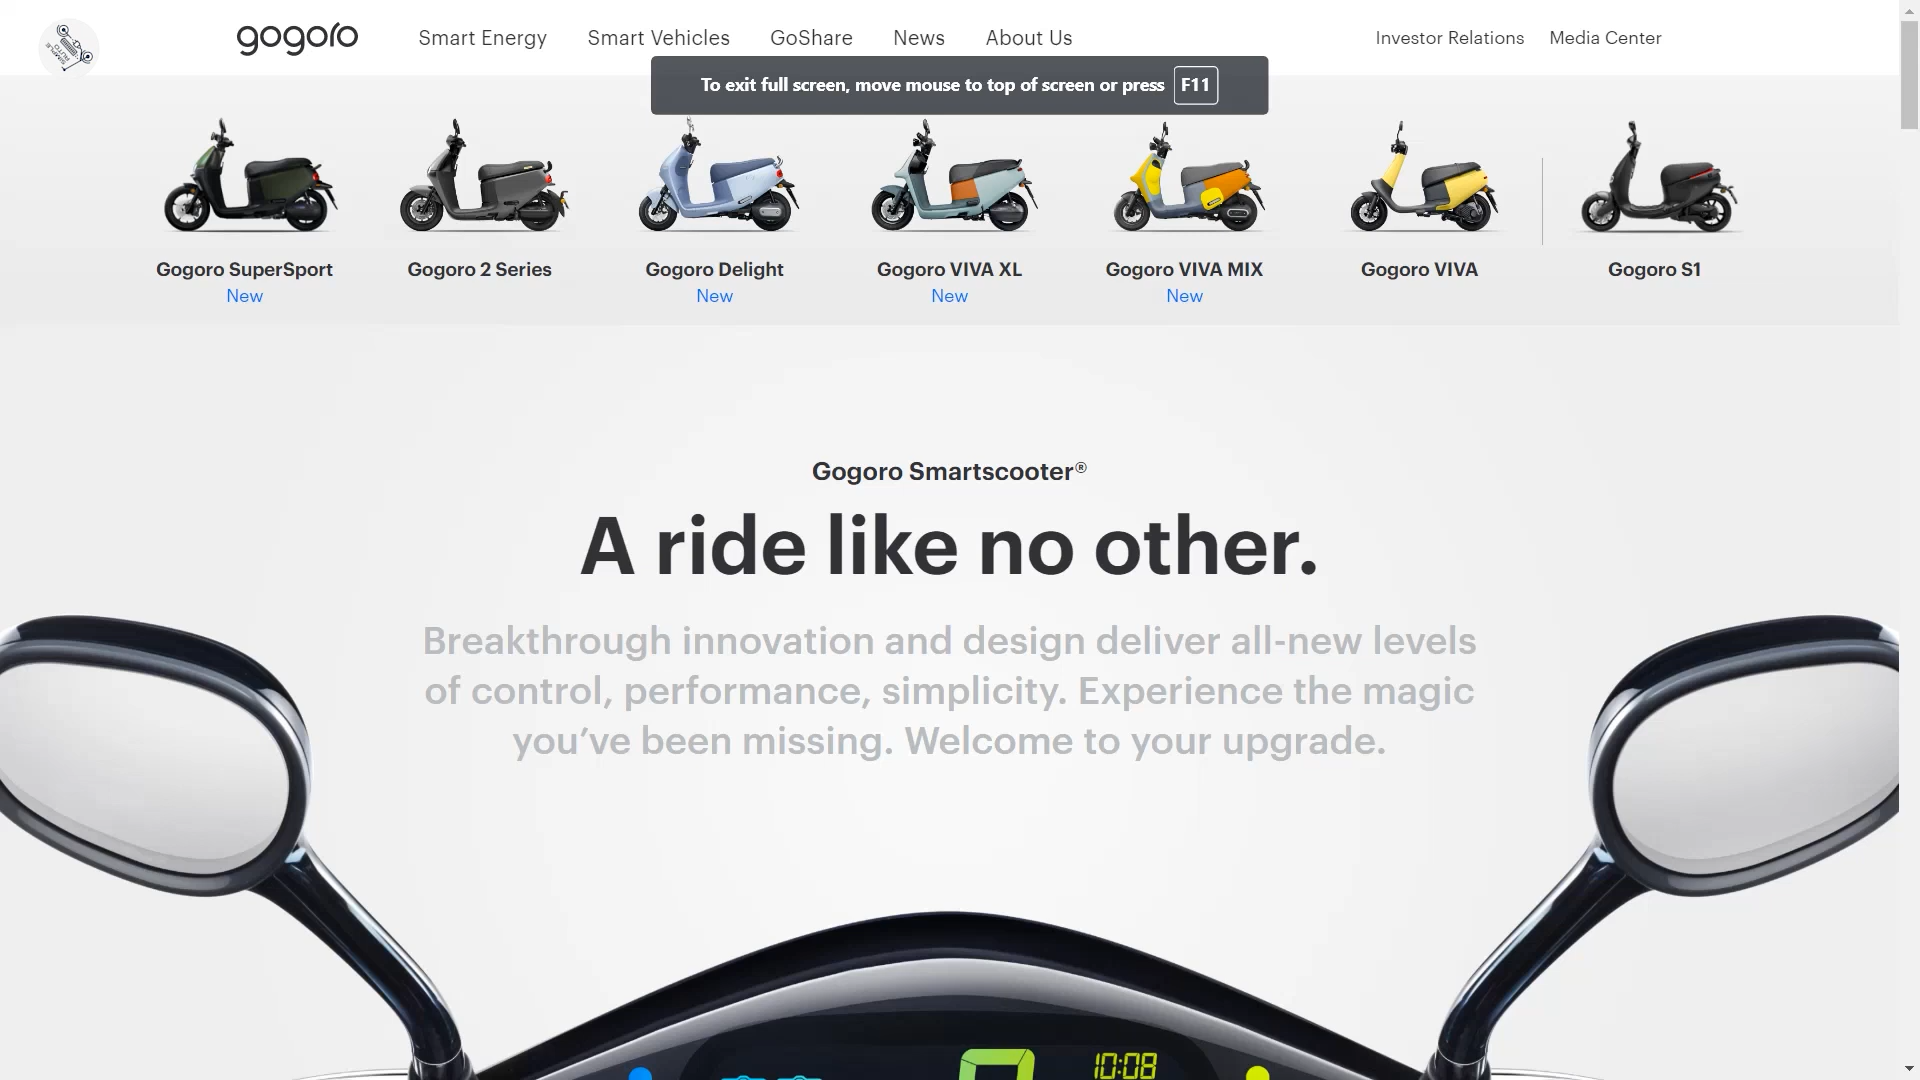 gogoro
Smart Energy
Smart Vehicles
GoShare
News
About Us
Investor Relations
Media Center
To exit full screen, move mouse to top of screen or press F11
Gogoro SuperSport
New
Gogoro 2 Series
Gogoro Delight
New
Gogoro VIVA XL
New
Gogoro VIVA MIX
New
Gogoro VIVA
Gogoro S1
Gogoro Smartscooter®
A ride like no other.
Breakthrough innovation and design deliver all-new levels
of control, performance, simplicity. Experience the magic
you’ve been missing. Welcome to your upgrade.
10:08